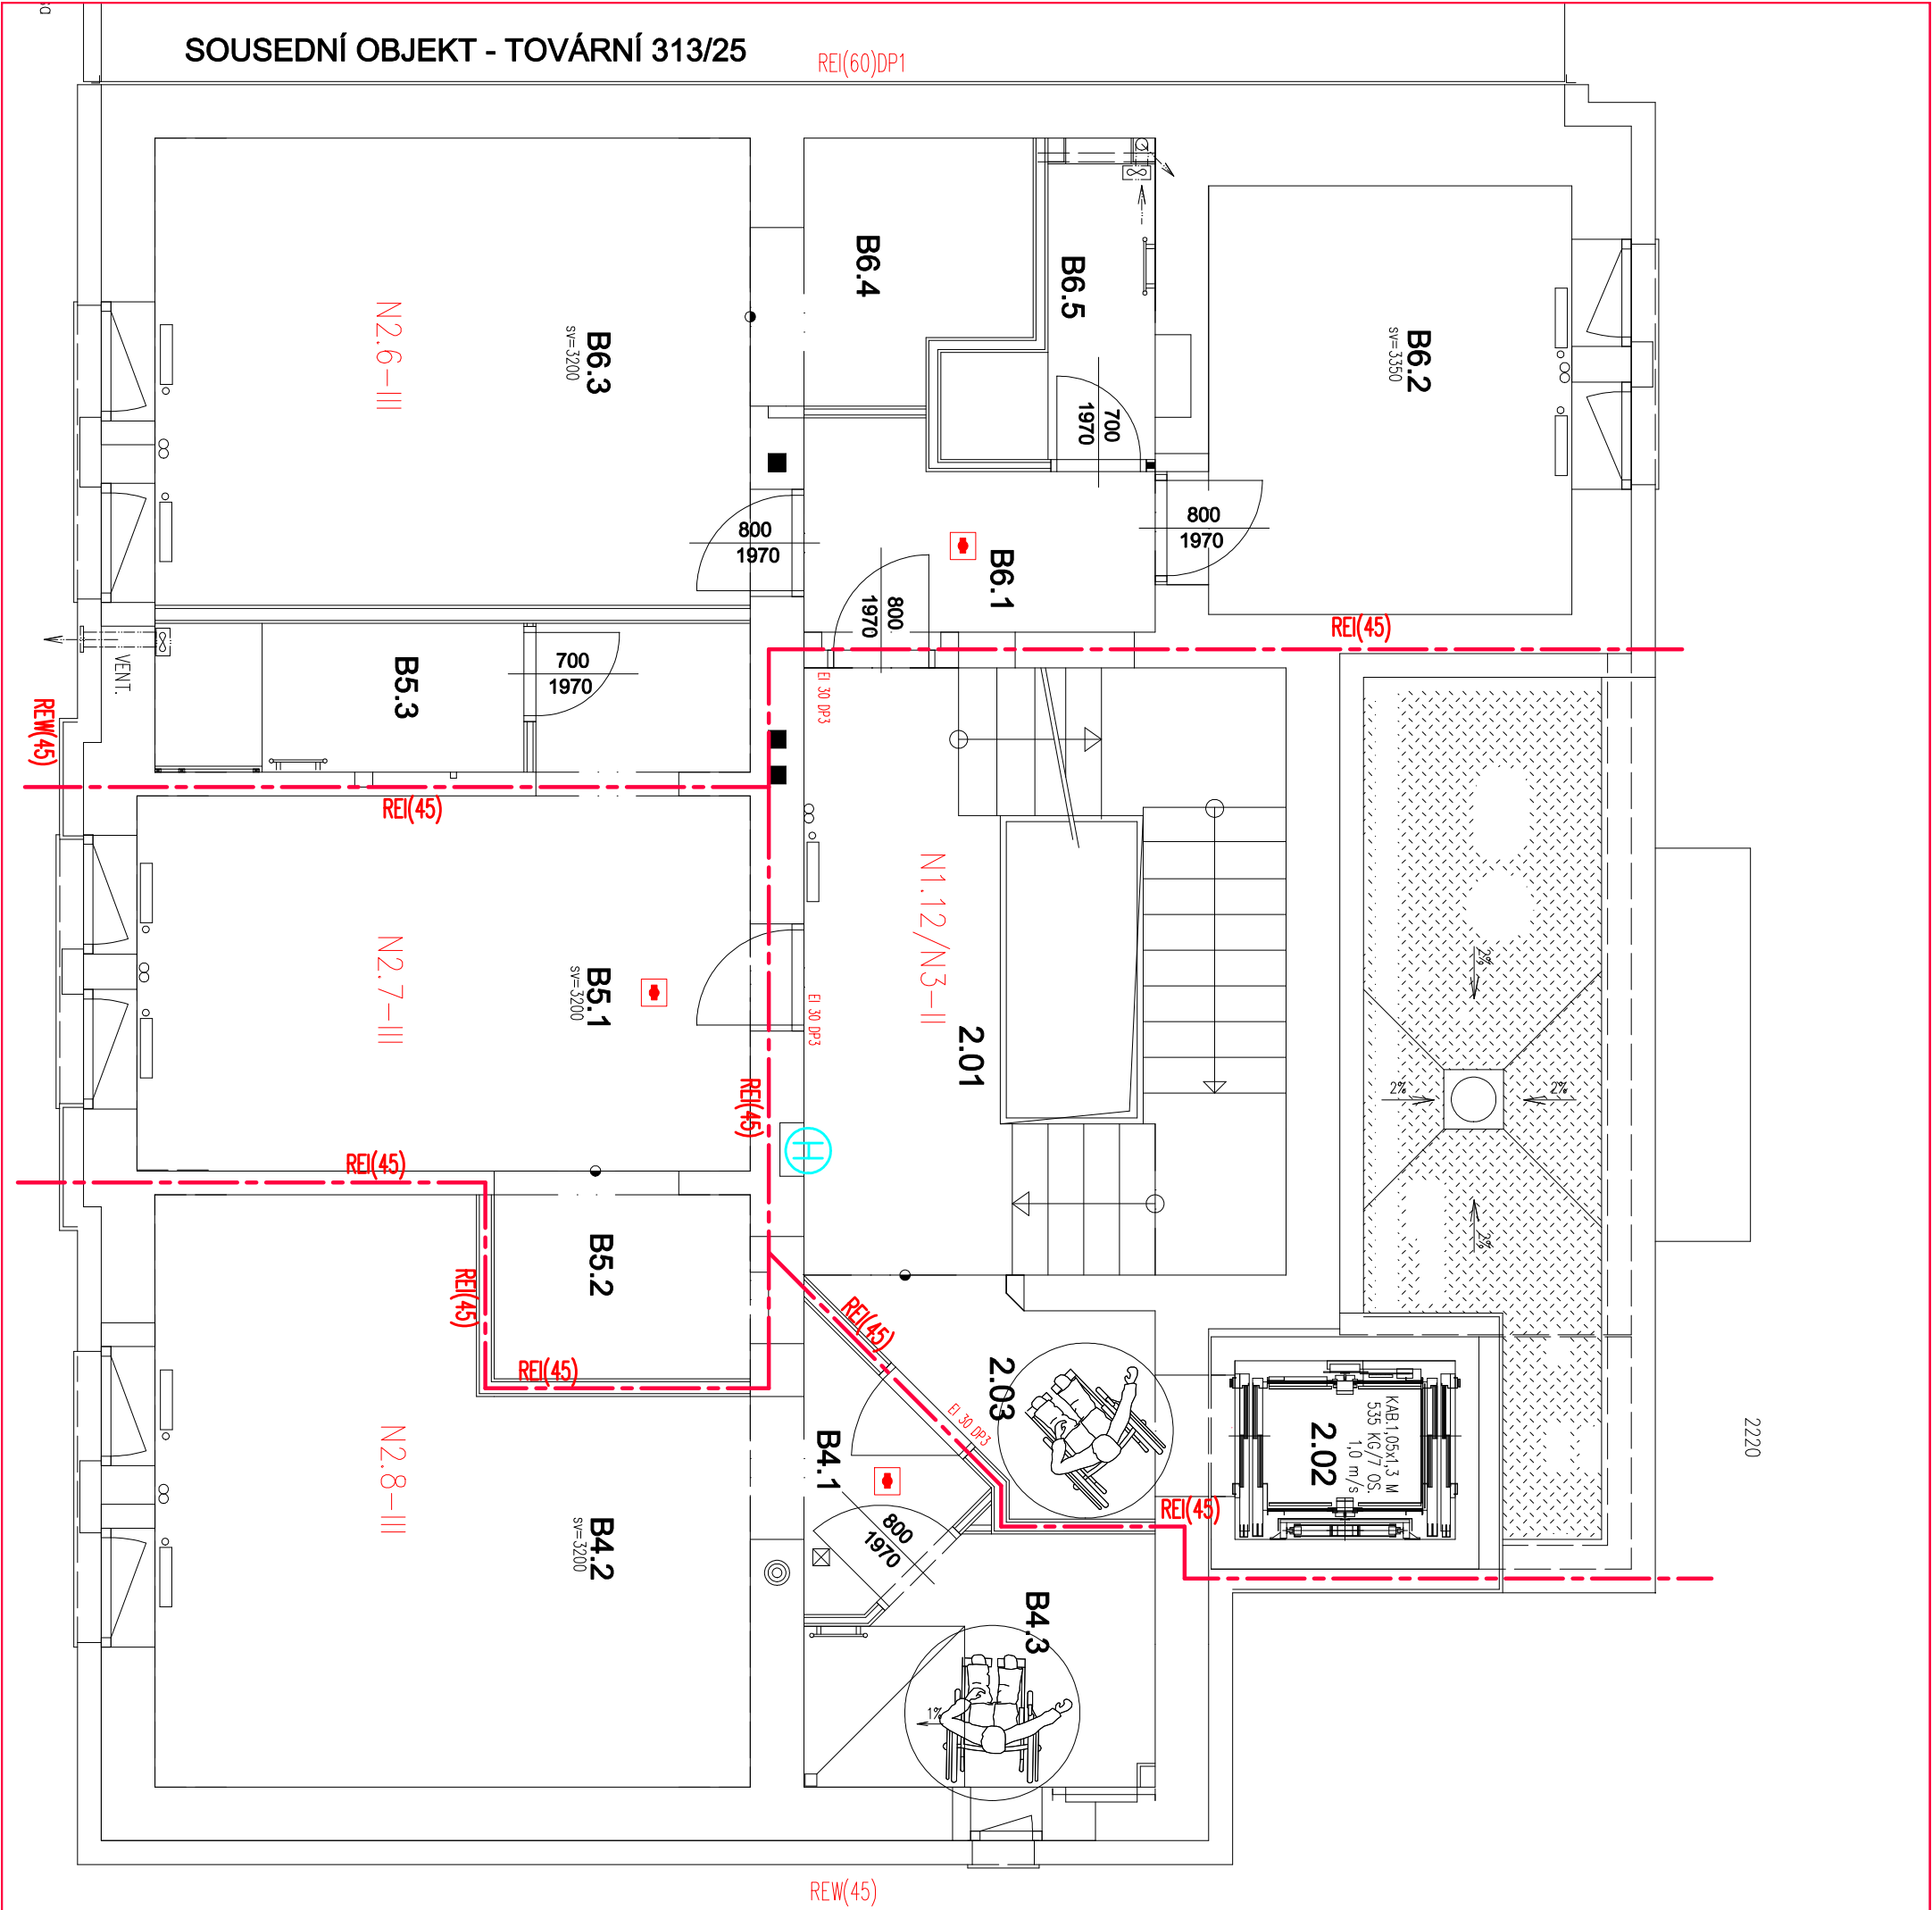 SOUSEDNÍ OBJEKT - TOVÁRNÍ 313/25
REI(60)DP1
B6.4
B6.5
B6.2
sv=3350
B6.3
sv=3200
N2.6-III
700
1970
800
1970
800
1970
800
1970
B6.1
REI(45)
VENT.
B5.3
700
1970
EI 30 DP3
REW(45)
REI(45)
N1.12/N3-II
N2.7-III
B5.1
sv=3200
EI 30 DP3
2.01
2%
2%
2%
2%
REI(45)
H
REI(45)
B5.2
REI(45)
REI(45)
REI(45)
2.03
EI 30 DP3
KAB.1,05x1,3 M
535 KG/7 OS.
1,0 m/s
2.02
2220
N2.8-III
B4.1
REI(45)
B4.2
sv=3200
800
1970
B4.3
1%
REW(45)